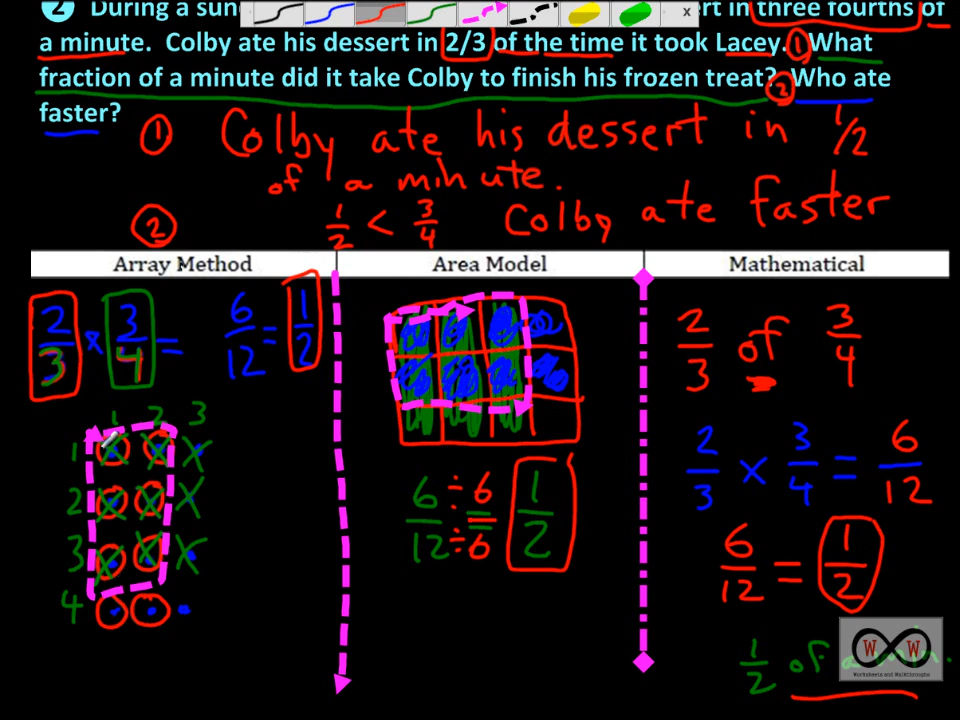 2 During a sun rt in three fourths of
a minute. Colby ate his dessert in 2/3 of the time it took Lacey. 1 What
fraction of a minute did it take Colby to finish his frozen treat? 2 Who ate
faster?
x
1 Colby ate his dessert in 1/2
of a minute.
2 1/2 < 3/4 Colby ate faster
Array Method Area Model Mathematical
2/3 x 3/4 = 6/12 = 1/2
1 2 3
1
2
3
4
6 ÷ 6 = 1
12 ÷ 6 2
2/3 of 3/4
2/3 x 3/4 = 6/12
6/12 = 1/2
1/2 of a min.
W W
Worksheets and Walkthroughs